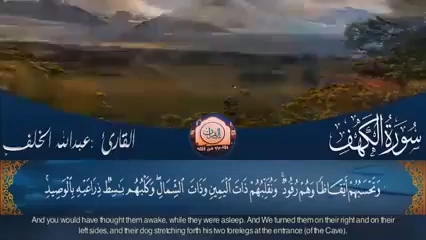 القارئ : عبدالله الخلف
سُورَةُ الكَهْفِ
وَتَحْسَبُهُمْ أَيْقَاظًا وَهُمْ رُقُودٌ ۚ وَنُقَلِّبُهُمْ ذَاتَ الْيَمِينِ وَذَاتَ الشِّمَالِ ۖ وَكَلْبُهُم بَاسِطٌ ذِرَاعَيْهِ بِالْوَصِيدِ ۚ
And you would have thought them awake, while they were asleep. And We turned them on their right and on their
left sides, and their dog stretching forth his two forelegs at the entrance (of the Cave).